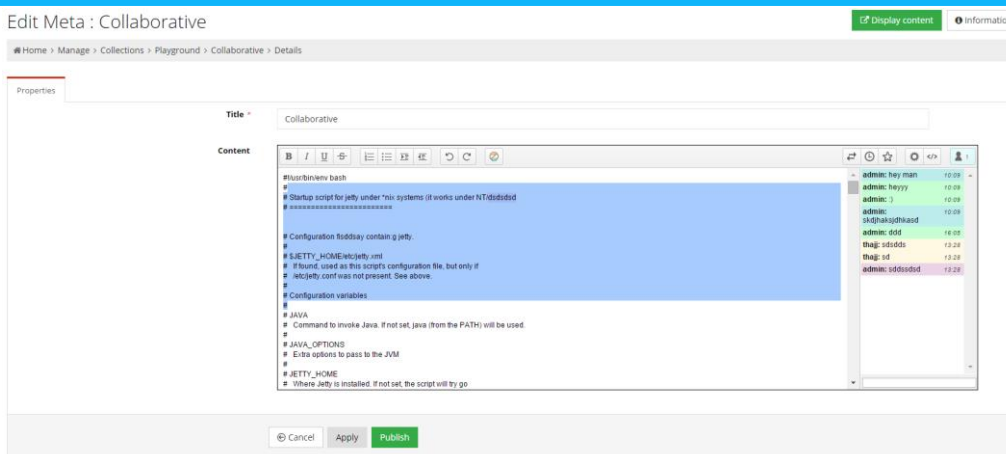 Edit Meta : Collaborative
Display content
Informatio
Home > Manage > Collections > Playground > Collaborative > Details
Properties
Title *
Collaborative
Content
B I U S
#!/usr/bin/env bash
#
# Startup script for jetty under *nix systems (it works under NT/dsdsdsd
# ========================
# Configuration fisddsay contain:g jetty.
#
# $JETTY_HOME/etc/jetty.xml
# If found, used as this script's configuration file, but only if
# /etc/jetty.conf was not present. See above.
#
# Configuration variables
#
# JAVA
# Command to invoke Java. If not set, java (from the PATH) will be used.
#
# JAVA_OPTIONS
# Extra options to pass to the JVM
#
# JETTY_HOME
# Where Jetty is installed. If not set, the script will try go
admin: hey man 10:09
admin: heyyy 10:09
admin: :) 10:09
admin: 10:09
skdjhaksjdhkasd
admin: ddd 16:05
thajj: sdsdds 13:28
thajj: sd 13:28
admin: sddssdsd 13:28
Cancel
Apply
Publish